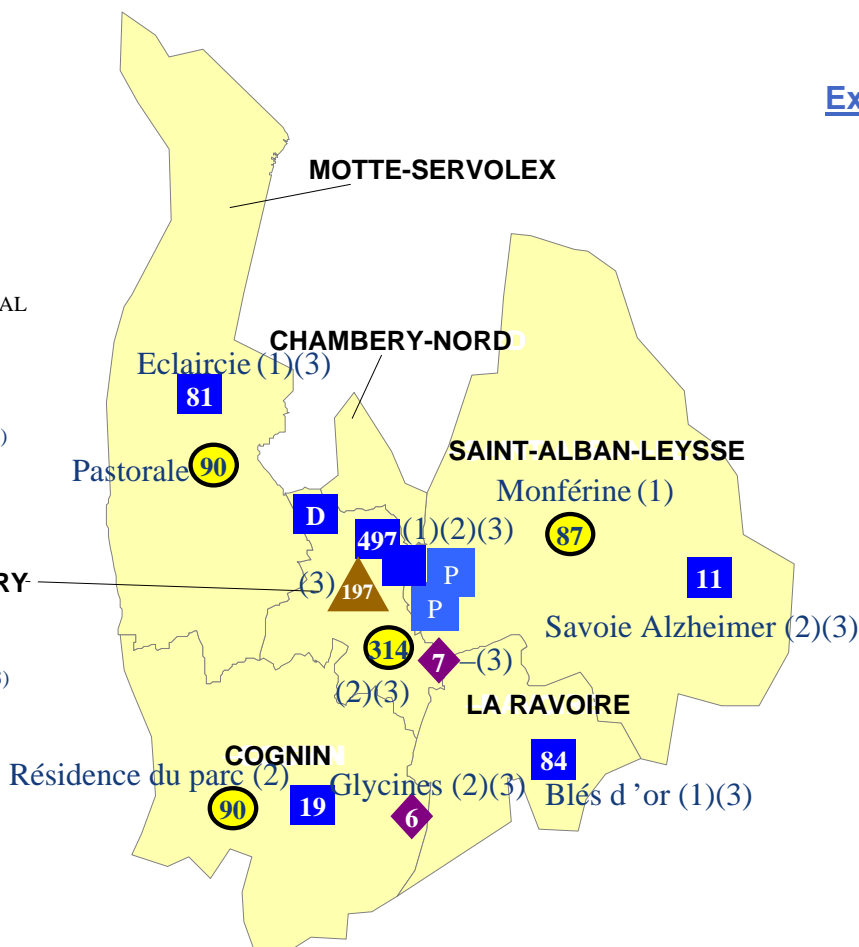 Ex
MOTTE-SERVOLEX
AL
CHAMBERY-NORD
Eclaircie (1)(3)
81
)
SAINT-ALBAN-LEYSSE
Pastorale 90
Monférine (1)
D
497 (1)(2)(3)
87
P
11
RY
(3) 197
P
Savoie Alzheimer (2)(3)
314
7 (3)
3)
(2)(3)
LA RAVOIRE
COGNIN
84
Résidence du parc (2)
Glycines (2)(3)
Blés d ’or (1)(3)
90
19
6